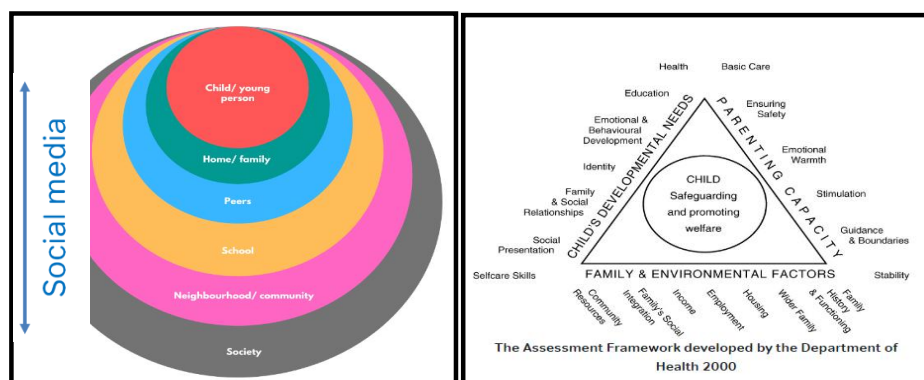 Social media
Child/ young
person
Home/ family
Peers
School
Neighbourhood/ community
Society
Health
Basic Care
Education
Ensuring
Safety
Emotional &
Behavioural
Development
Emotional
Warmth
Identity
Stimulation
Family
& Social
Relationships
Guidance
& Boundaries
Social
Presentation
Selfcare Skills
Stability
CHILD'S DEVELOPMENTAL NEEDS
PARENTING CAPACITY
CHILD
Safeguarding
and promoting
welfare
FAMILY & ENVIRONMENTAL FACTORS
Community
Resources
Family's Social
Integration
Income
Employment
Housing
Wider Family
Family
History
& Functioning
The Assessment Framework developed by the Department of
Health 2000